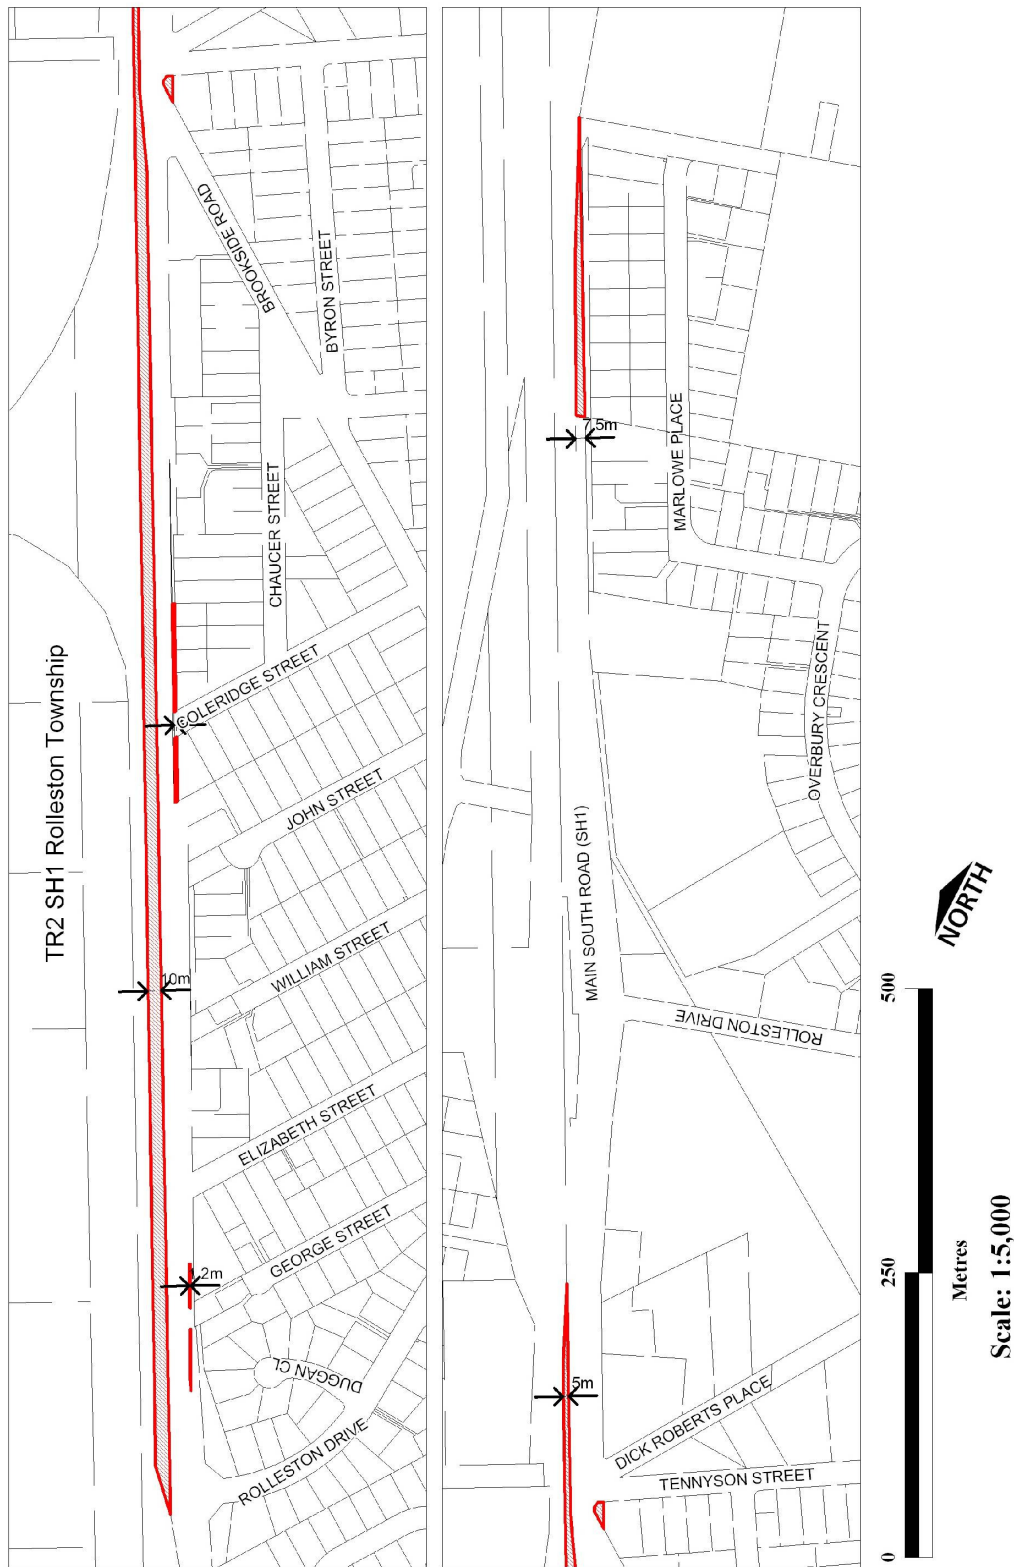 TR2 SH1 Rolleston Township
BROOKSIDE ROAD
BYRON STREET
CHAUCER STREET
COLERIDGE STREET
JOHN STREET
10m
WILLIAM STREET
ELIZABETH STREET
2m
GEORGE STREET
DUGGAN CL
ROLLESTON DRIVE
7.5m
MARLOWE PLACE
OVERBURY CRESCENT
MAIN SOUTH ROAD (SH1)
ROLLESTON DRIVE
5m
DICK ROBERTS PLACE
TENNYSON STREET
NORTH
500
250
0
Metres
Scale: 1:5,000